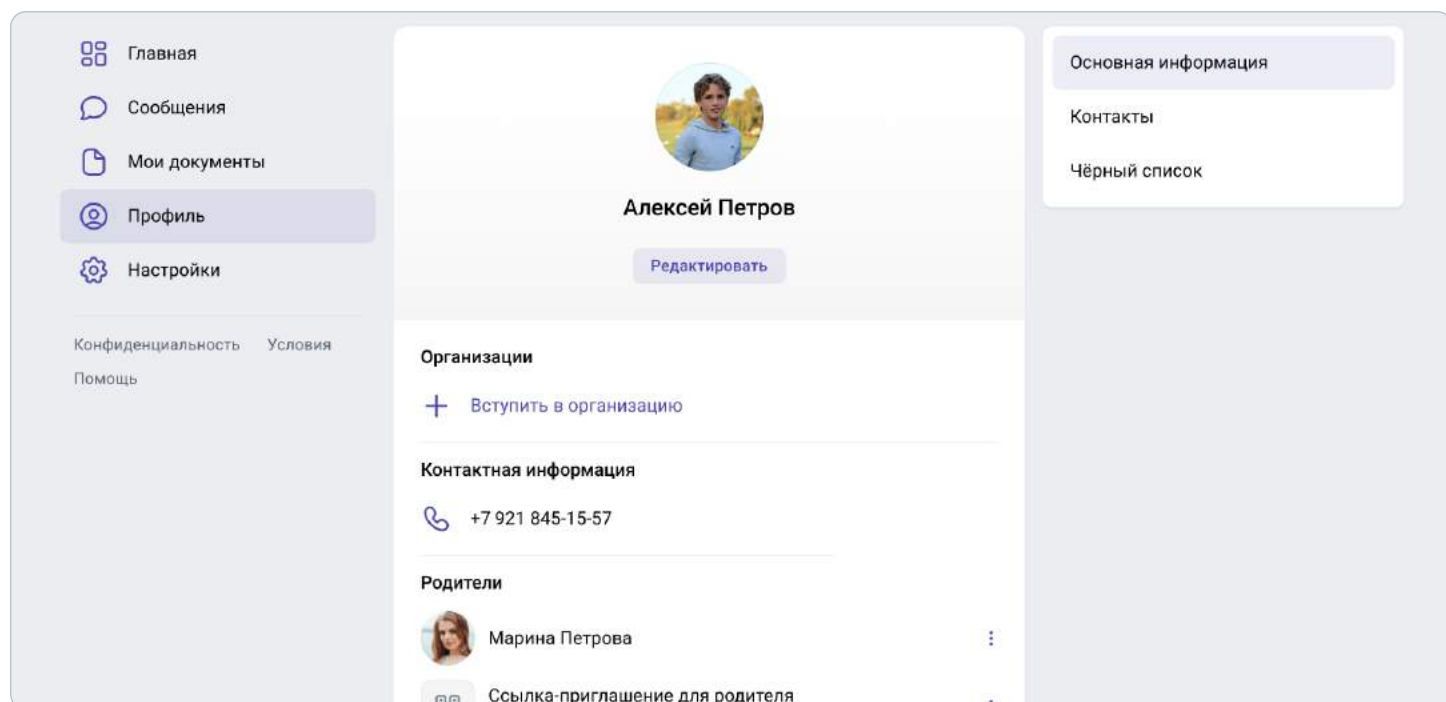 Главная
Сообщения
Мои документы
Профиль
Настройки
Конфиденциальность Условия
Помощь
Алексей Петров
Редактировать
Организации
Вступить в организацию
Контактная информация
+7 921 845-15-57
Родители
Марина Петрова
Ссылка-приглашение для родителя
Основная информация
Контакты
Чёрный список